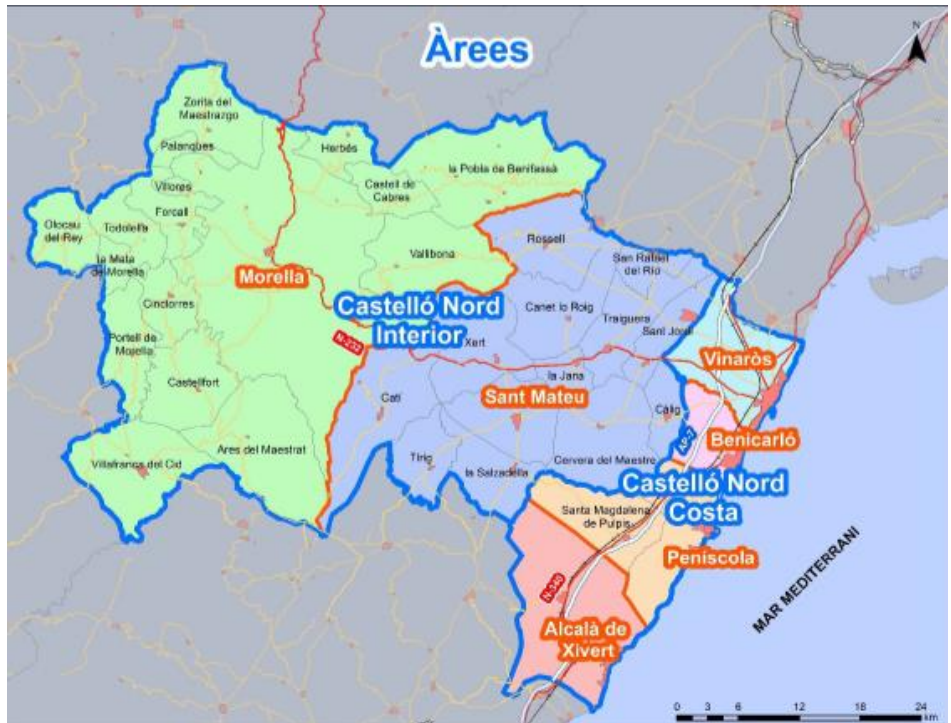 Àrees
N
Zorita del
Maestrazgo
Palanques
Herbés
la Pobla de Benifassà
Castell de
Cabres
Villores
Forcall
Olocau
del Rey
Todolella
Vallibona
Rossell
San Rafael
del Río
la Mata
de Morella
Morella
Cinctorres
Castelló Nord
Interior
Canet lo Roig
Traiguera
Sant Jordi
Portell de
Morella
N-232
Xert
Vinaròs
la Jana
Castellfort
Catí
Sant Mateu
Càlig
AP-7
Benicarló
Ares del Maestrat
Villafranca del Cid
Tírig
la Salzadella
Cervera del Maestre
Castelló Nord
Costa
Santa Magdalena
de Pulpis
Peníscola
N-340
Alcalà de
Xivert
MAR MEDITERRANI
0 3 6 12 18 24
km